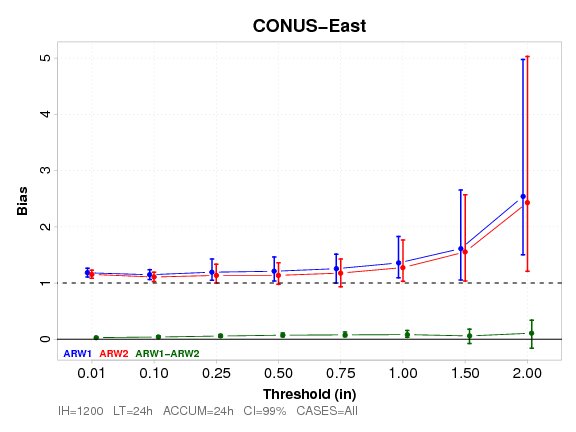 CONUS−East
Bias
5
4
3
2
1
0
ARW1 ARW2 ARW1−ARW2
0.01 0.10 0.25 0.50 0.75 1.00 1.50 2.00
Threshold (in)
IH=1200 LT=24h ACCUM=24h CI=99% CASES=All